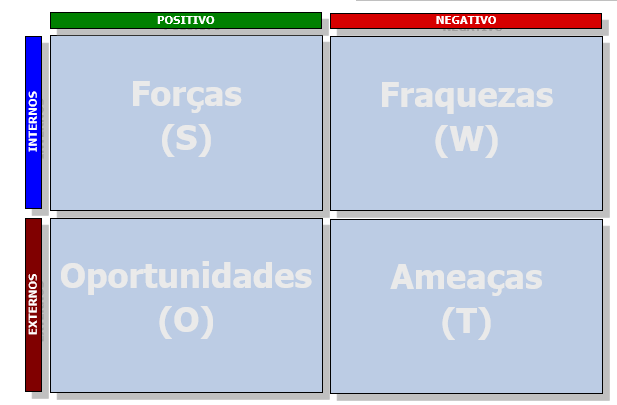 POSITIVO
NEGATIVO
INTERNOS
Forças
(S)
Fraquezas
(W)
EXTERNOS
Oportunidades
(O)
Ameaças
(T)